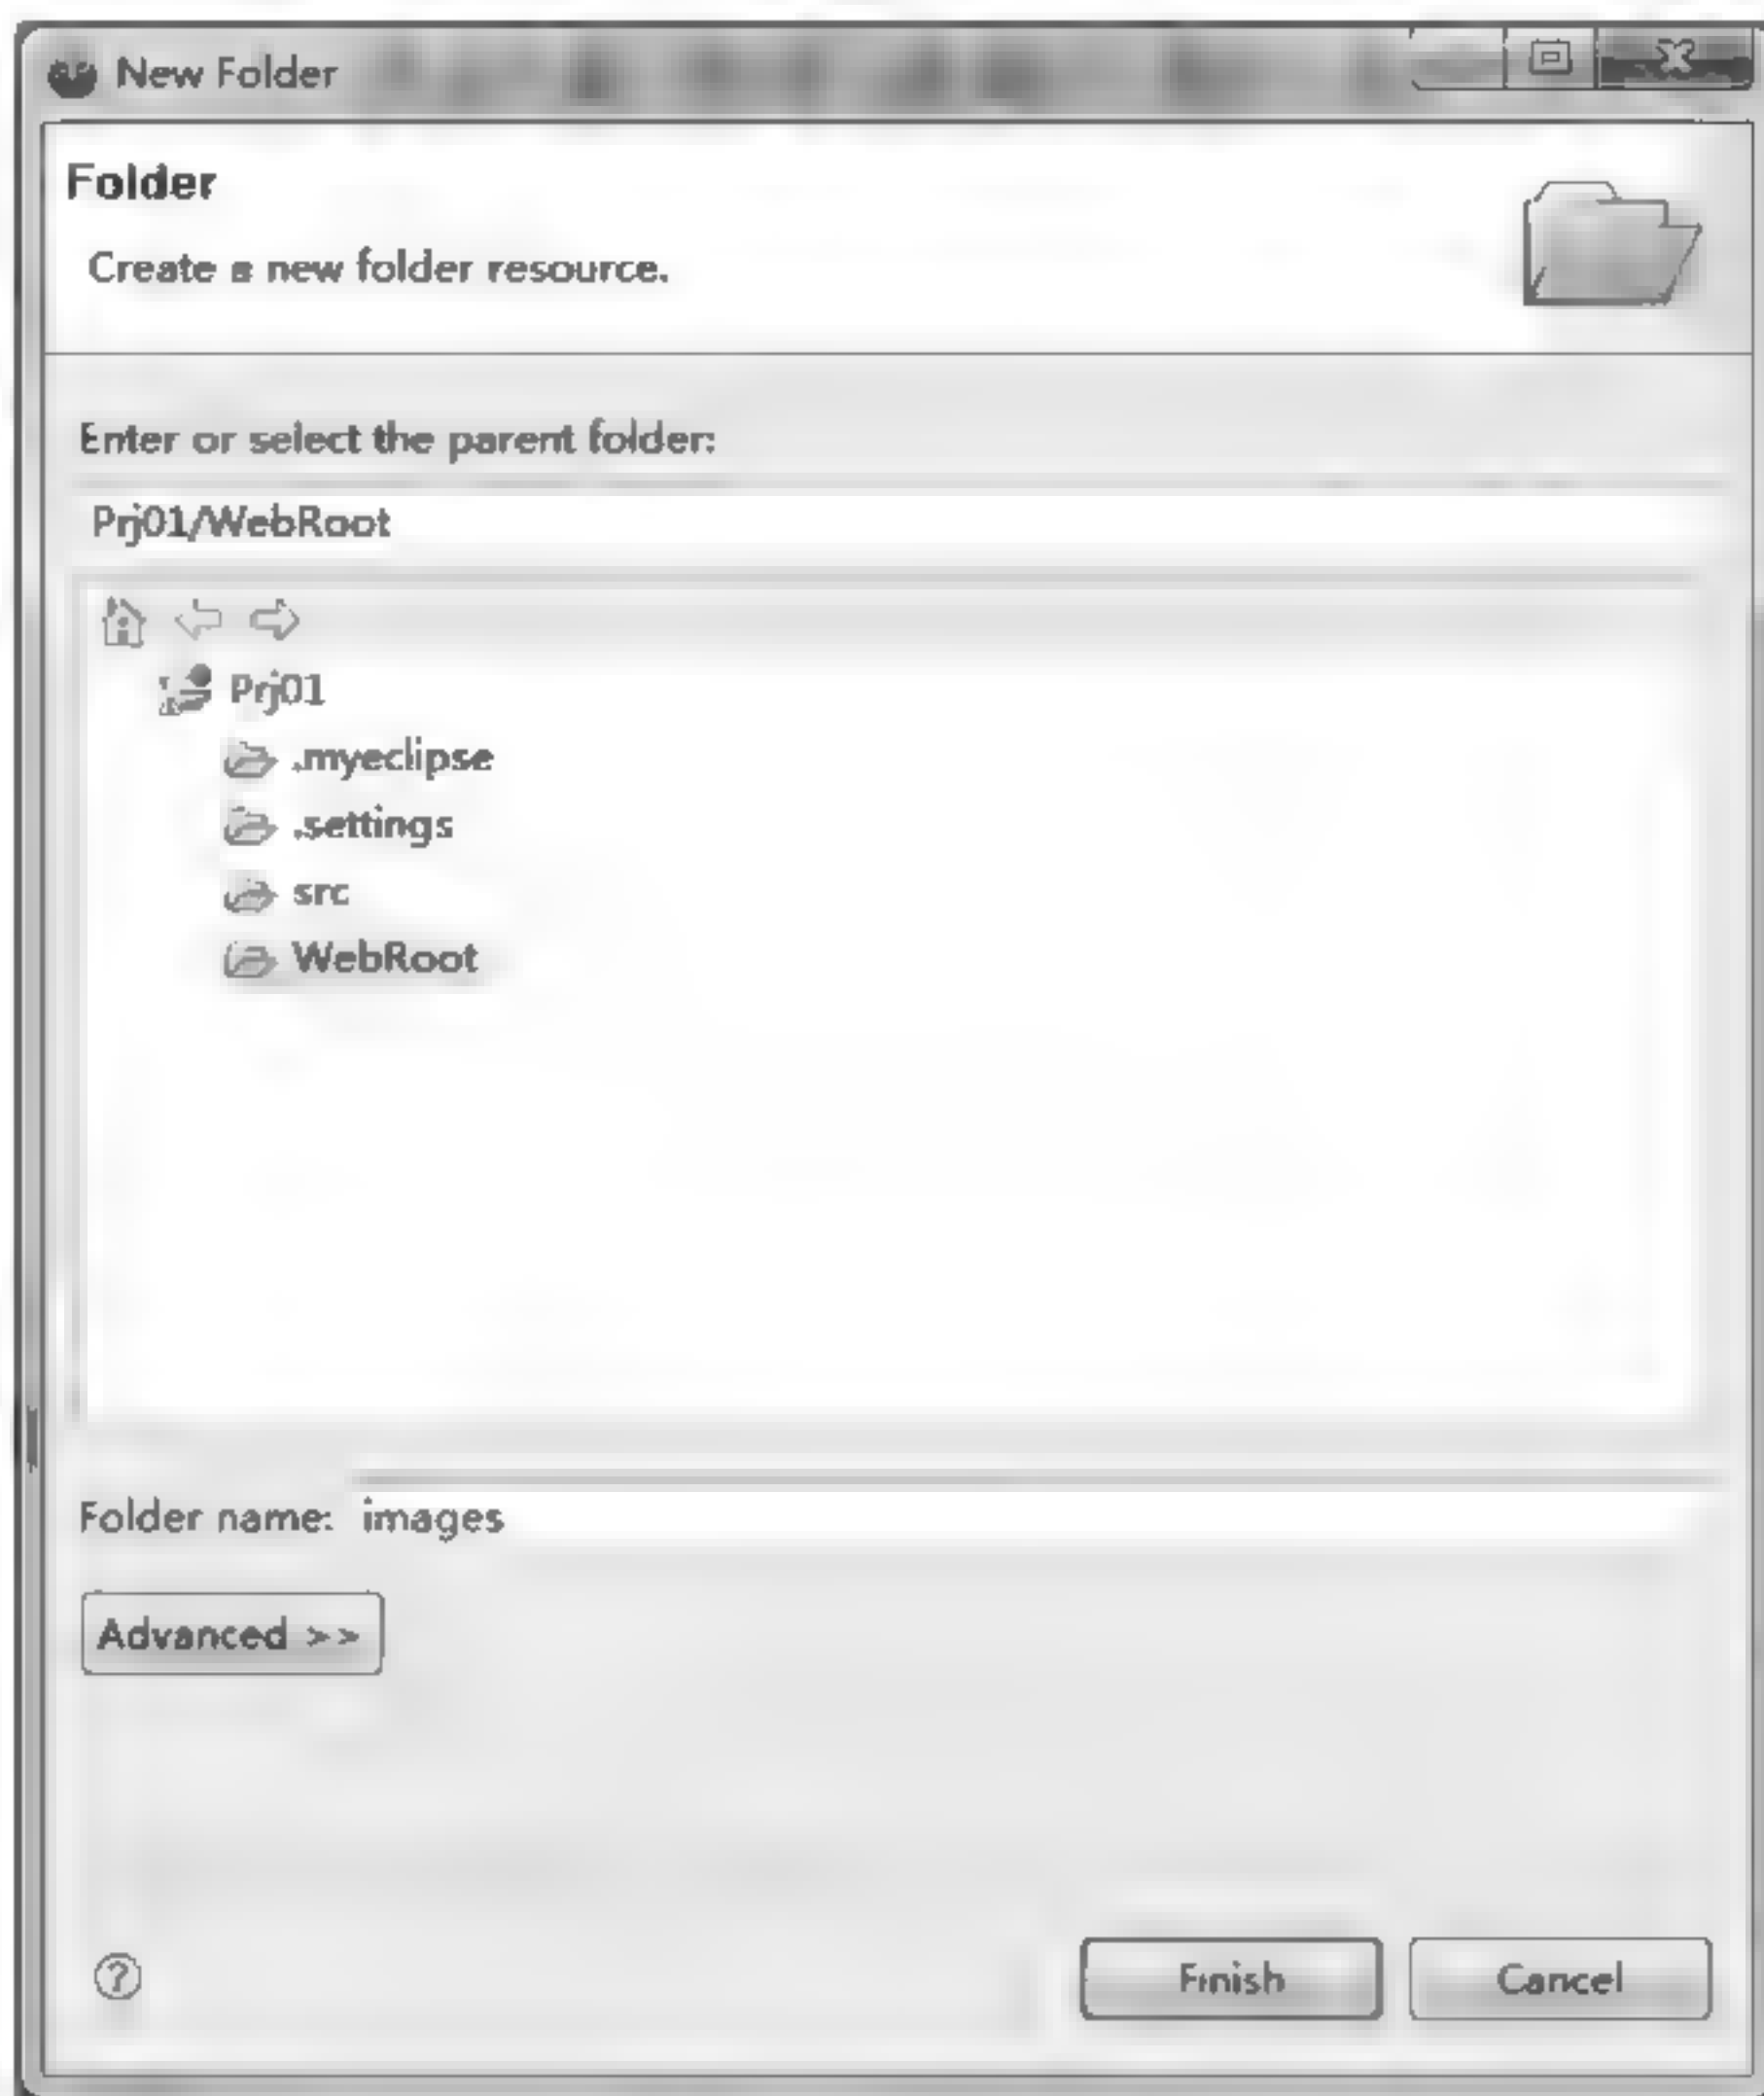 New Folder
Folder
Create a new folder resource.
Enter or select the parent folder:
Prj01/WebRoot
Prj01
.myeclipse
.settings
src
WebRoot
Folder name: images
Advanced >>
Finish
Cancel